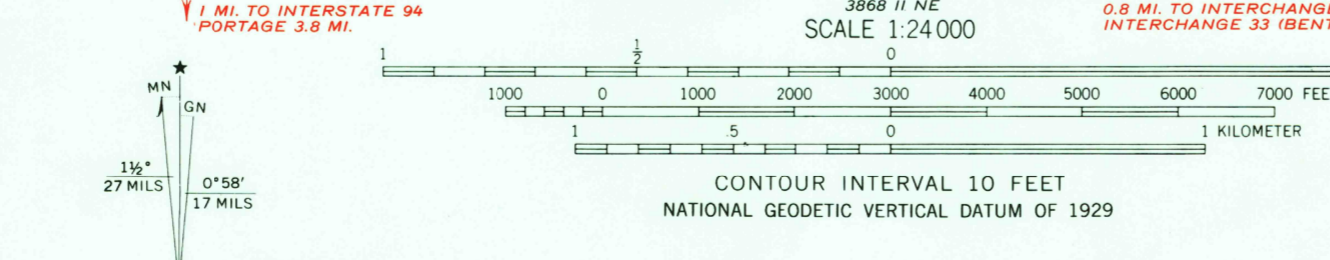 1 MI. TO INTERSTATE 94
PORTAGE 3.8 MI.
3868 II NE
SCALE 1:24 000
0.8 MI. TO INTERCHANGE
INTERCHANGE 33 (BENT
1 1/2 0
1000 0 1000 2000 3000 4000 5000 6000 7000 FEE
1 .5 0 1 KILOMETER
MN
GN
1½°
27 MILS
0°58'
17 MILS
CONTOUR INTERVAL 10 FEET
NATIONAL GEODETIC VERTICAL DATUM OF 1929